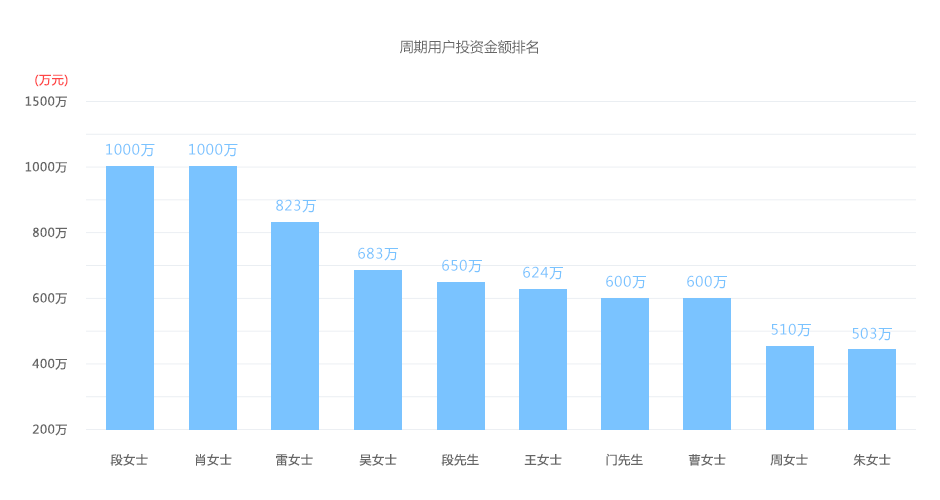 周期用户投资金额排名
(万元)
1500万
1000万
800万
600万
400万
200万
1000万
1000万
823万
683万
650万
624万
600万
600万
510万
503万
段女士
肖女士
雷女士
吴女士
段先生
王女士
门先生
曹女士
周女士
朱女士